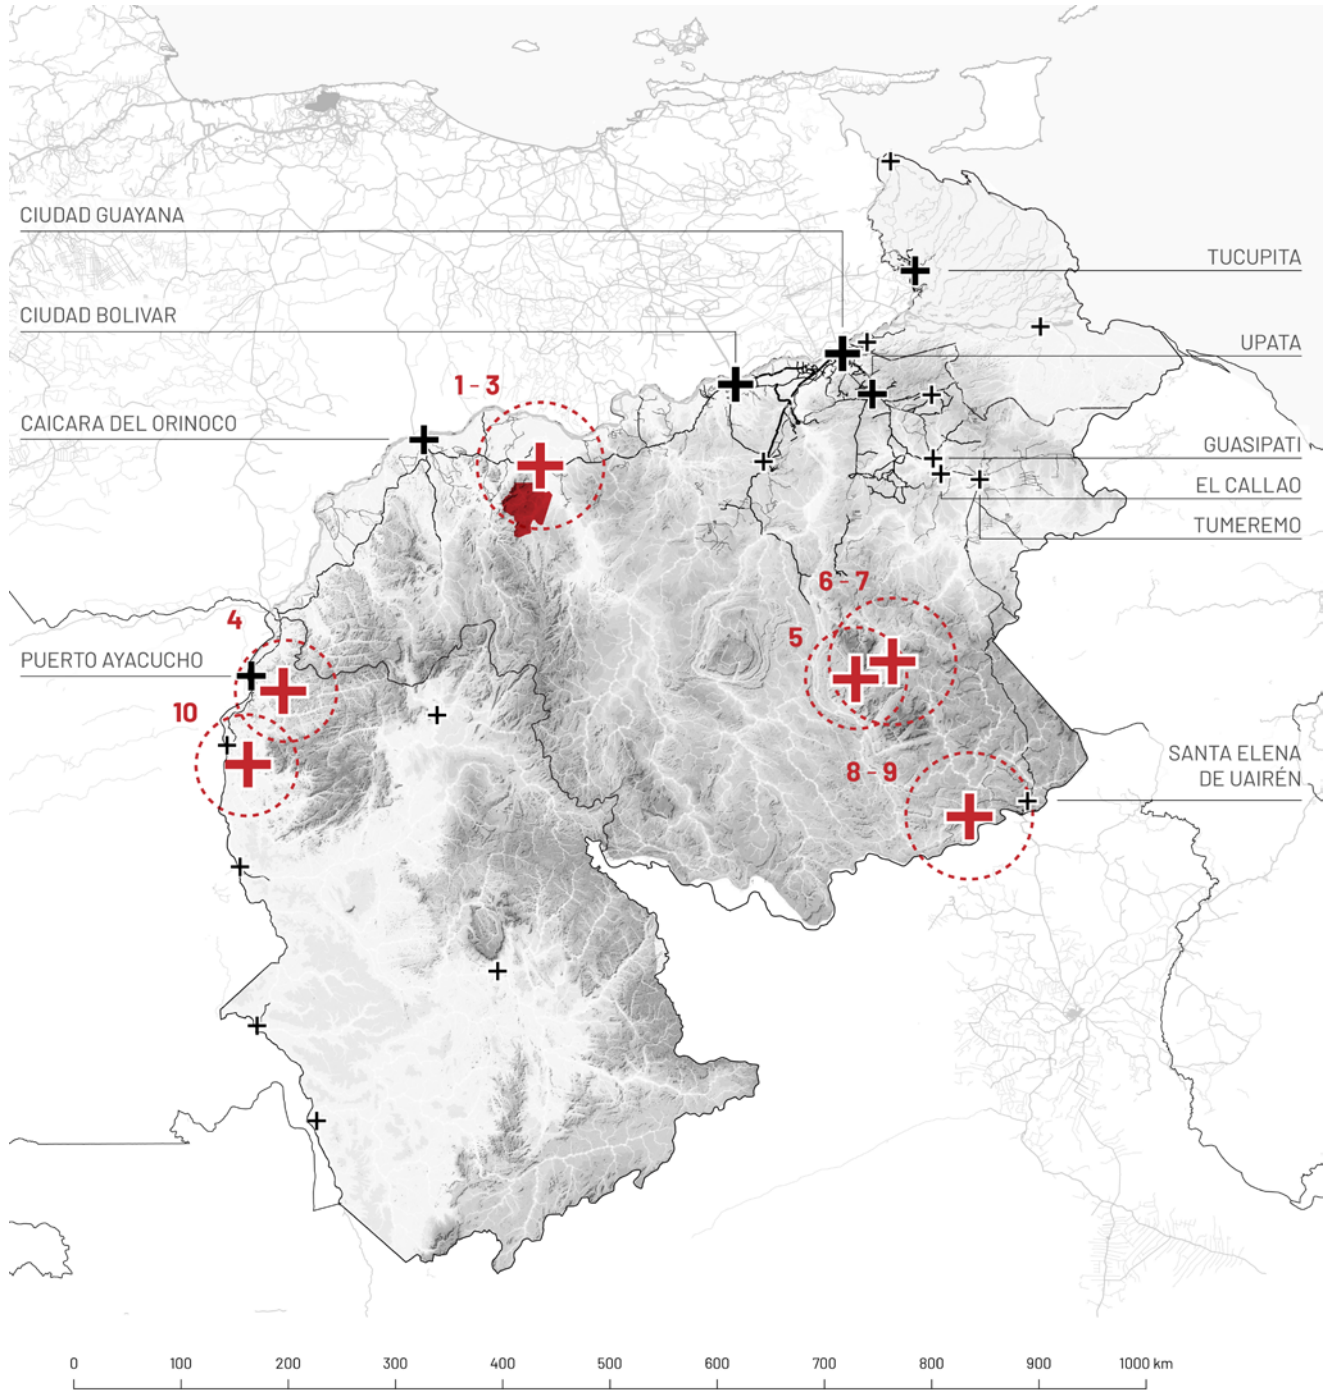 CIUDAD GUAYANA
TUCUPITA
CIUDAD BOLIVAR
UPATA
1 - 3
CAICARA DEL ORINOCO
GUASIPATI
EL CALLAO
TUMEREMO
6 - 7
4
5
PUERTO AYACUCHO
10
SANTA ELENA
DE UAIRÉN
8 - 9
0 100 200 300 400 500 600 700 800 900 1000 km